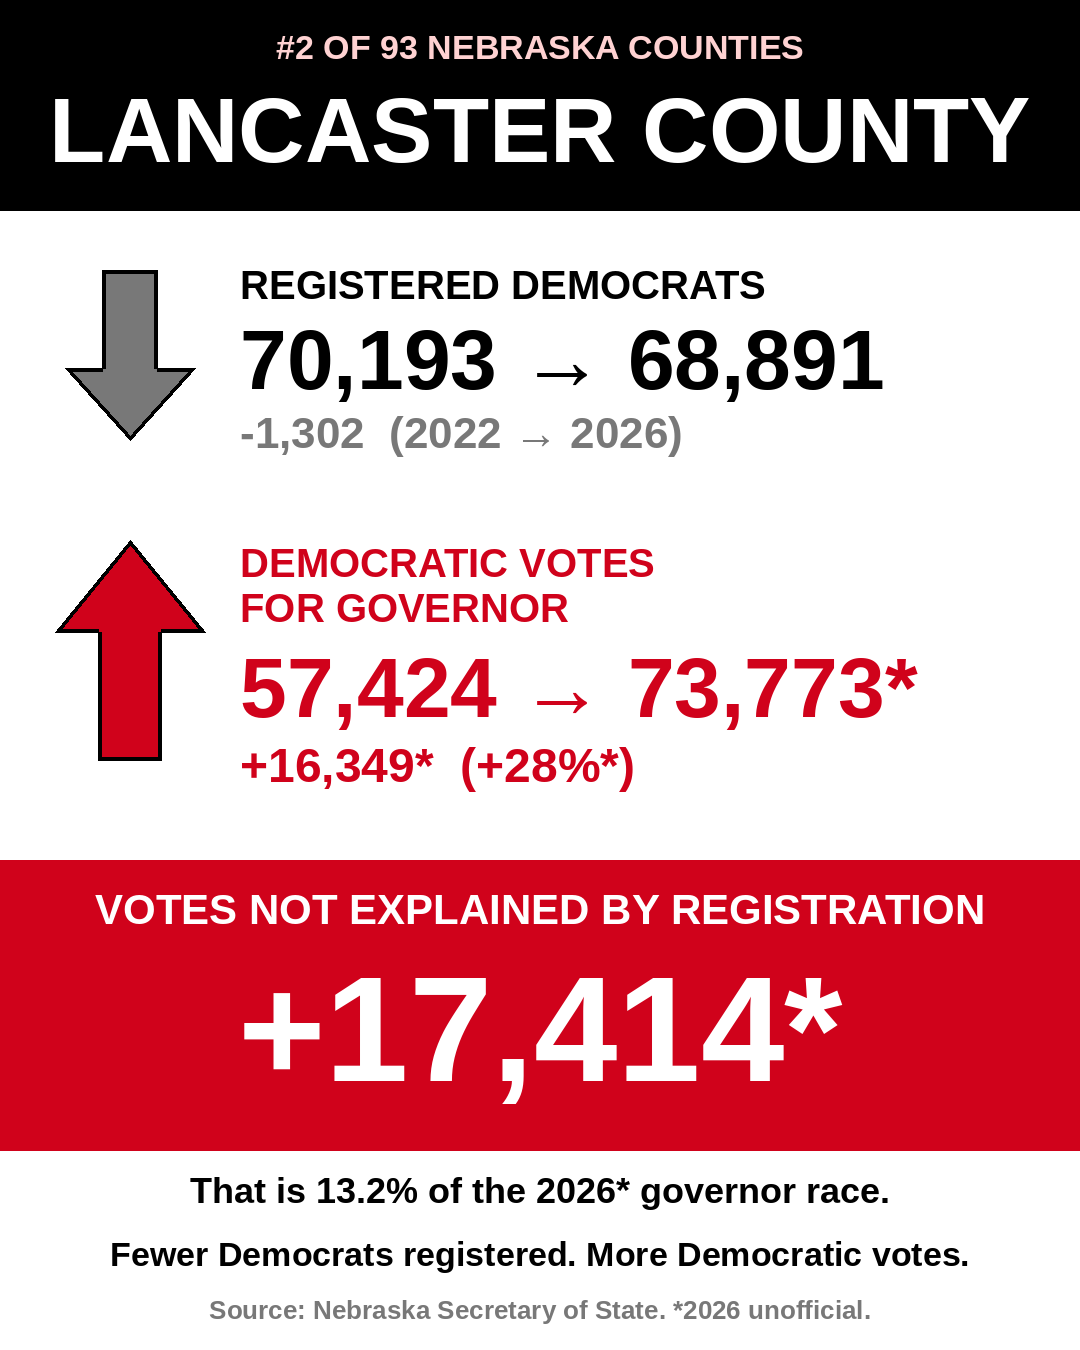 #2 OF 93 NEBRASKA COUNTIES
LANCASTER COUNTY
REGISTERED DEMOCRATS
70,193 → 68,891
-1,302 (2022 → 2026)
DEMOCRATIC VOTES
FOR GOVERNOR
57,424 → 73,773*
+16,349* (+28%*)
VOTES NOT EXPLAINED BY REGISTRATION
+17,414*
That is 13.2% of the 2026* governor race.
Fewer Democrats registered. More Democratic votes.
Source: Nebraska Secretary of State. *2026 unofficial.